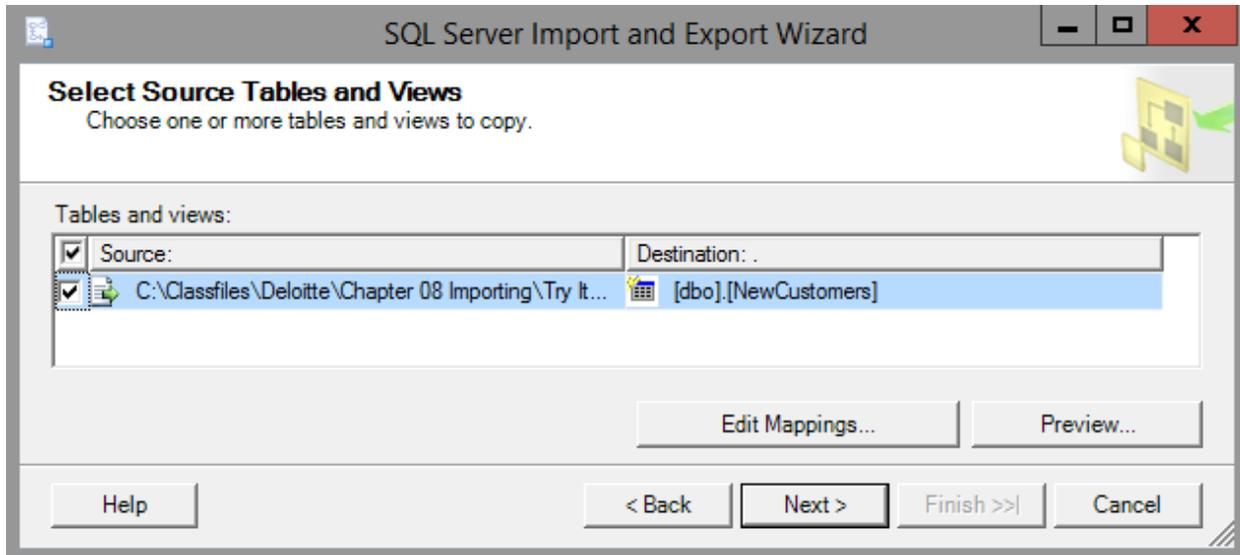 SQL Server Import and Export Wizard
Select Source Tables and Views
Choose one or more tables and views to copy.
Tables and views:
Source: Destination: .
C:\Classfiles\Deloitte\Chapter 08 Importing\Try It... [dbo].[NewCustomers]
Edit Mappings... Preview...
Help < Back Next > Finish >>| Cancel